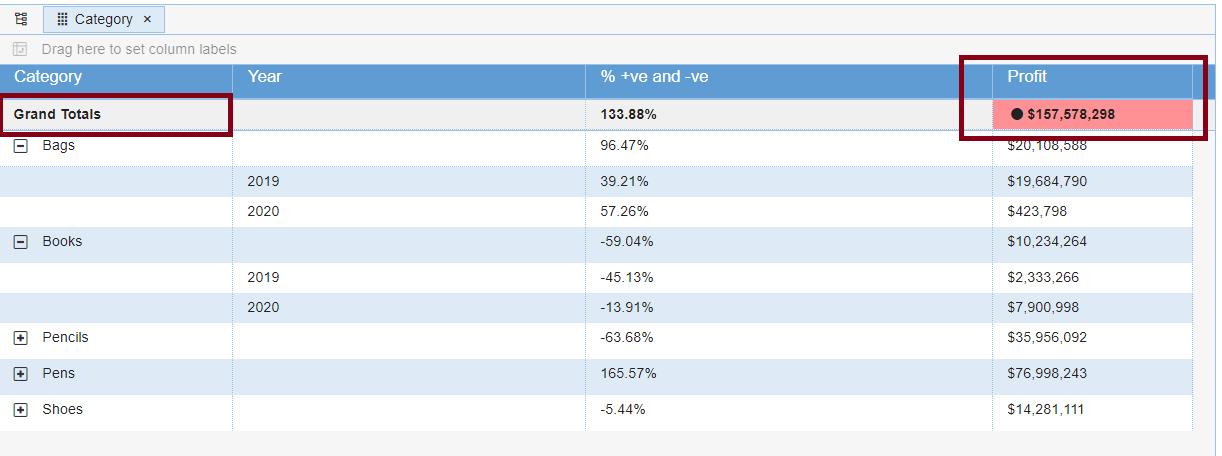 Category ×
Drag here to set column labels
Category Year % +ve and -ve Profit
Grand Totals 133.88% $157,578,298
Bags 96.47% $20,108,588
2019 39.21% $19,684,790
2020 57.26% $423,798
Books -59.04% $10,234,264
2019 -45.13% $2,333,266
2020 -13.91% $7,900,998
Pencils -63.68% $35,956,092
Pens 165.57% $76,998,243
Shoes -5.44% $14,281,111